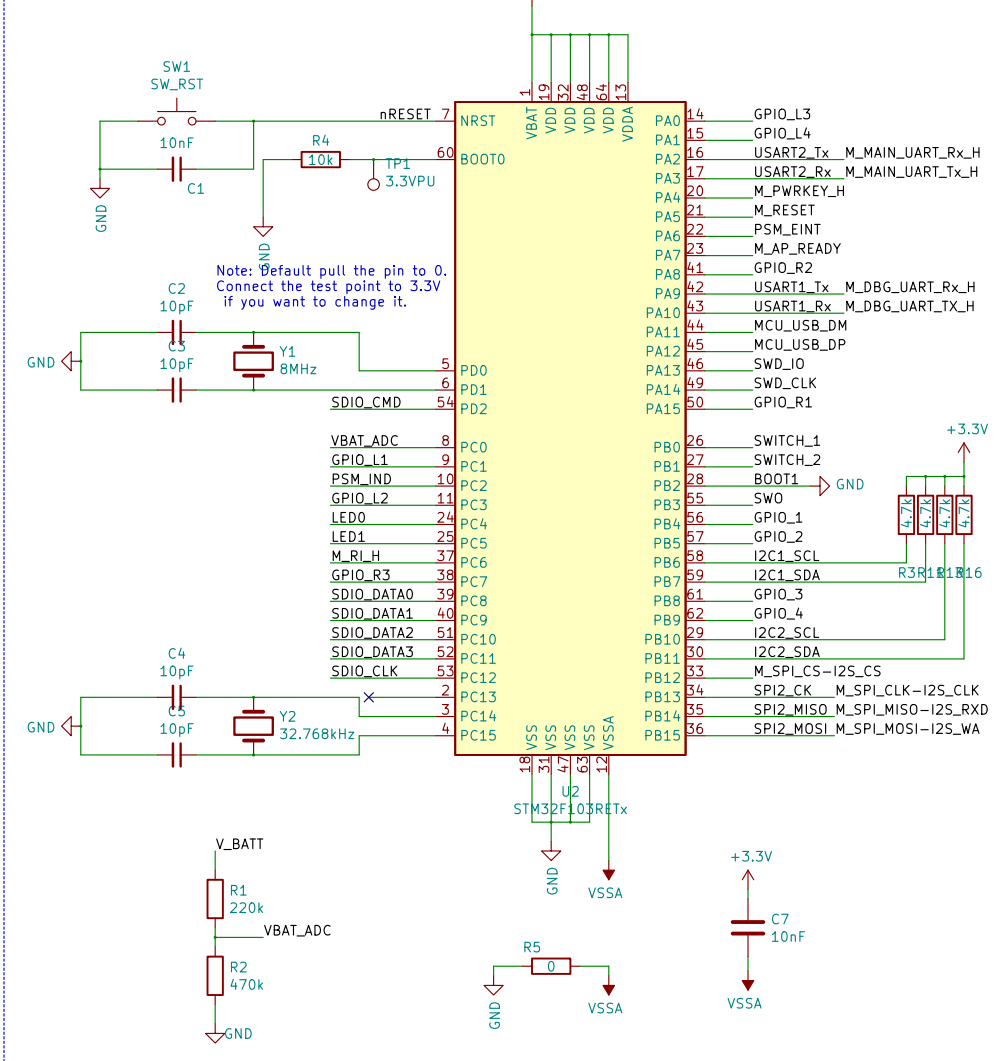 SW1
SW_RST
10nF
C1
GND
nRESET
R4
10k
TP1
3.3VPU
GND
Note: Default pull the pin to 0.
Connect the test point to 3.3V
if you want to change it.
C2
10pF
C3
10pF
GND
Y1
8MHz
C4
10pF
C5
10pF
GND
Y2
32.768kHz
1 19 32 48 64 13
VBAT VDD VDD VDD VDD VDDA
7 NRST
60 BOOT0
5 PD0
6 PD1
SDIO_CMD 54 PD2
VBAT_ADC 8 PC0
GPIO_L1 9 PC1
PSM_IND 10 PC2
GPIO_L2 11 PC3
LED0 24 PC4
LED1 25 PC5
M_RI_H 37 PC6
GPIO_R3 38 PC7
SDIO_DATA0 39 PC8
SDIO_DATA1 40 PC9
SDIO_DATA2 51 PC10
SDIO_DATA3 52 PC11
SDIO_CLK 53 PC12
2 PC13
3 PC14
4 PC15
PA0 14 GPIO_L3
PA1 15 GPIO_L4
PA2 16 USART2_Tx M_MAIN_UART_Rx_H
PA3 17 USART2_Rx M_MAIN_UART_Tx_H
PA4 20 M_PWRKEY_H
PA5 21 M_RESET
PA6 22 PSM_EINT
PA7 23 M_AP_READY
PA8 41 GPIO_R2
PA9 42 USART1_Tx M_DBG_UART_Rx_H
PA10 43 USART1_Rx M_DBG_UART_TX_H
PA11 44 MCU_USB_DM
PA12 45 MCU_USB_DP
PA13 46 SWD_IO
PA14 49 SWD_CLK
PA15 50 GPIO_R1
PB0 26 SWITCH_1
PB1 27 SWITCH_2
PB2 28 BOOT1 GND
PB3 55 SWO
PB4 56 GPIO_1
PB5 57 GPIO_2
PB6 58 I2C1_SCL
PB7 59 I2C1_SDA
PB8 61 GPIO_3
PB9 62 GPIO_4
PB10 29 I2C2_SCL
PB11 30 I2C2_SDA
PB12 33 M_SPI_CS-I2S_CS
PB13 34 SPI2_CK M_SPI_CLK-I2S_CLK
PB14 35 SPI2_MISO M_SPI_MISO-I2S_RXD
PB15 36 SPI2_MOSI M_SPI_MOSI-I2S_WA
VSS VSS VSS VSS VSSA
18 31 47 63 12
U2
STM32F103RETx
GND
VSSA
+3.3V
4.7k 4.7k 4.7k 4.7k
R3
V_BATT
R1
220k
VBAT_ADC
R2
470k
GND
R5
0
GND
VSSA
+3.3V
C7
10nF
VSSA